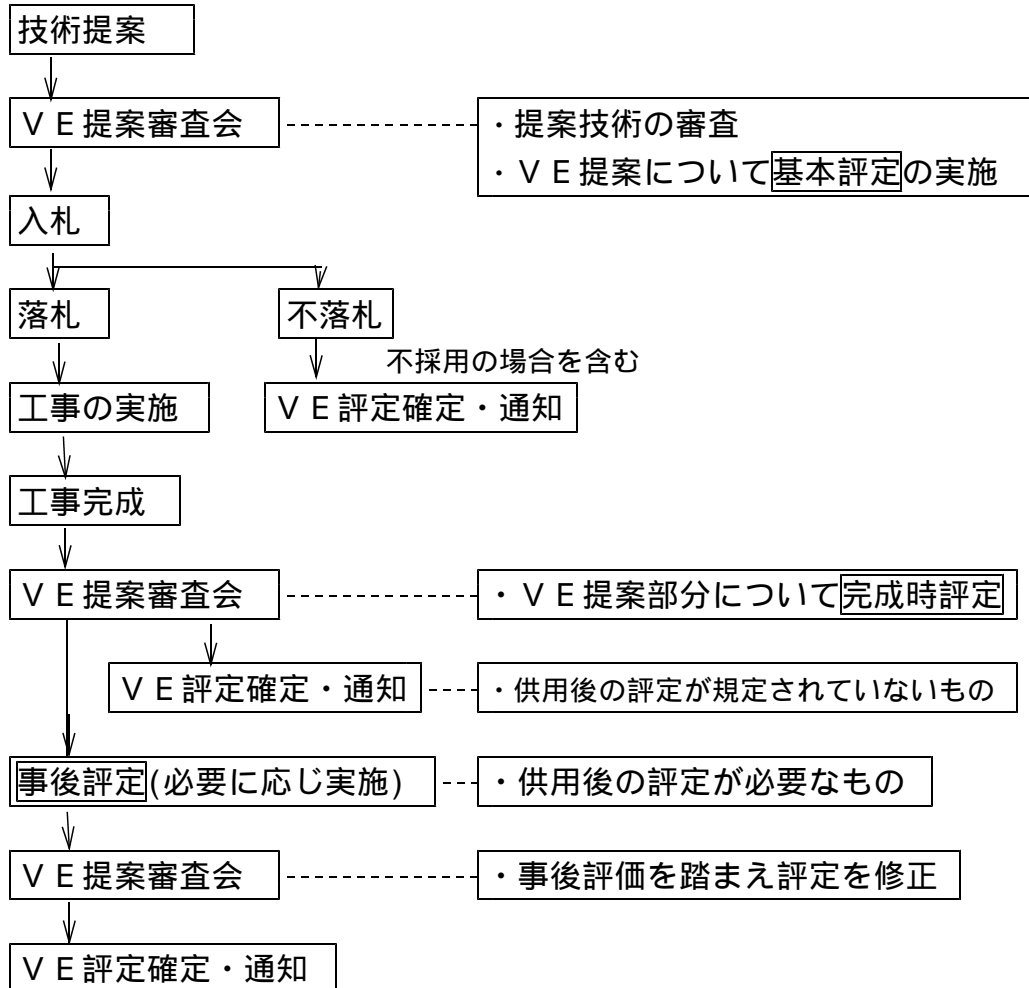 技術提案
ＶＥ提案審査会
・提案技術の審査
・ＶＥ提案について基本評定の実施
入札
落札
不落札
不採用の場合を含む
工事の実施
ＶＥ評定確定・通知
工事完成
ＶＥ提案審査会
・ＶＥ提案部分について完成時評定
ＶＥ評定確定・通知
・供用後の評定が規定されていないもの
事後評定(必要に応じ実施)
・供用後の評定が必要なもの
ＶＥ提案審査会
・事後評価を踏まえ評定を修正
ＶＥ評定確定・通知